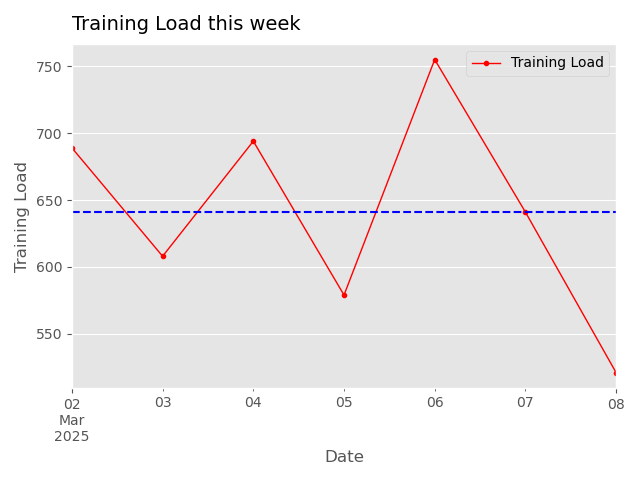 Training Load this week
Training Load
750
700
650
600
550
Training Load
02 03 04 05 06 07 08
Mar
2025
Date